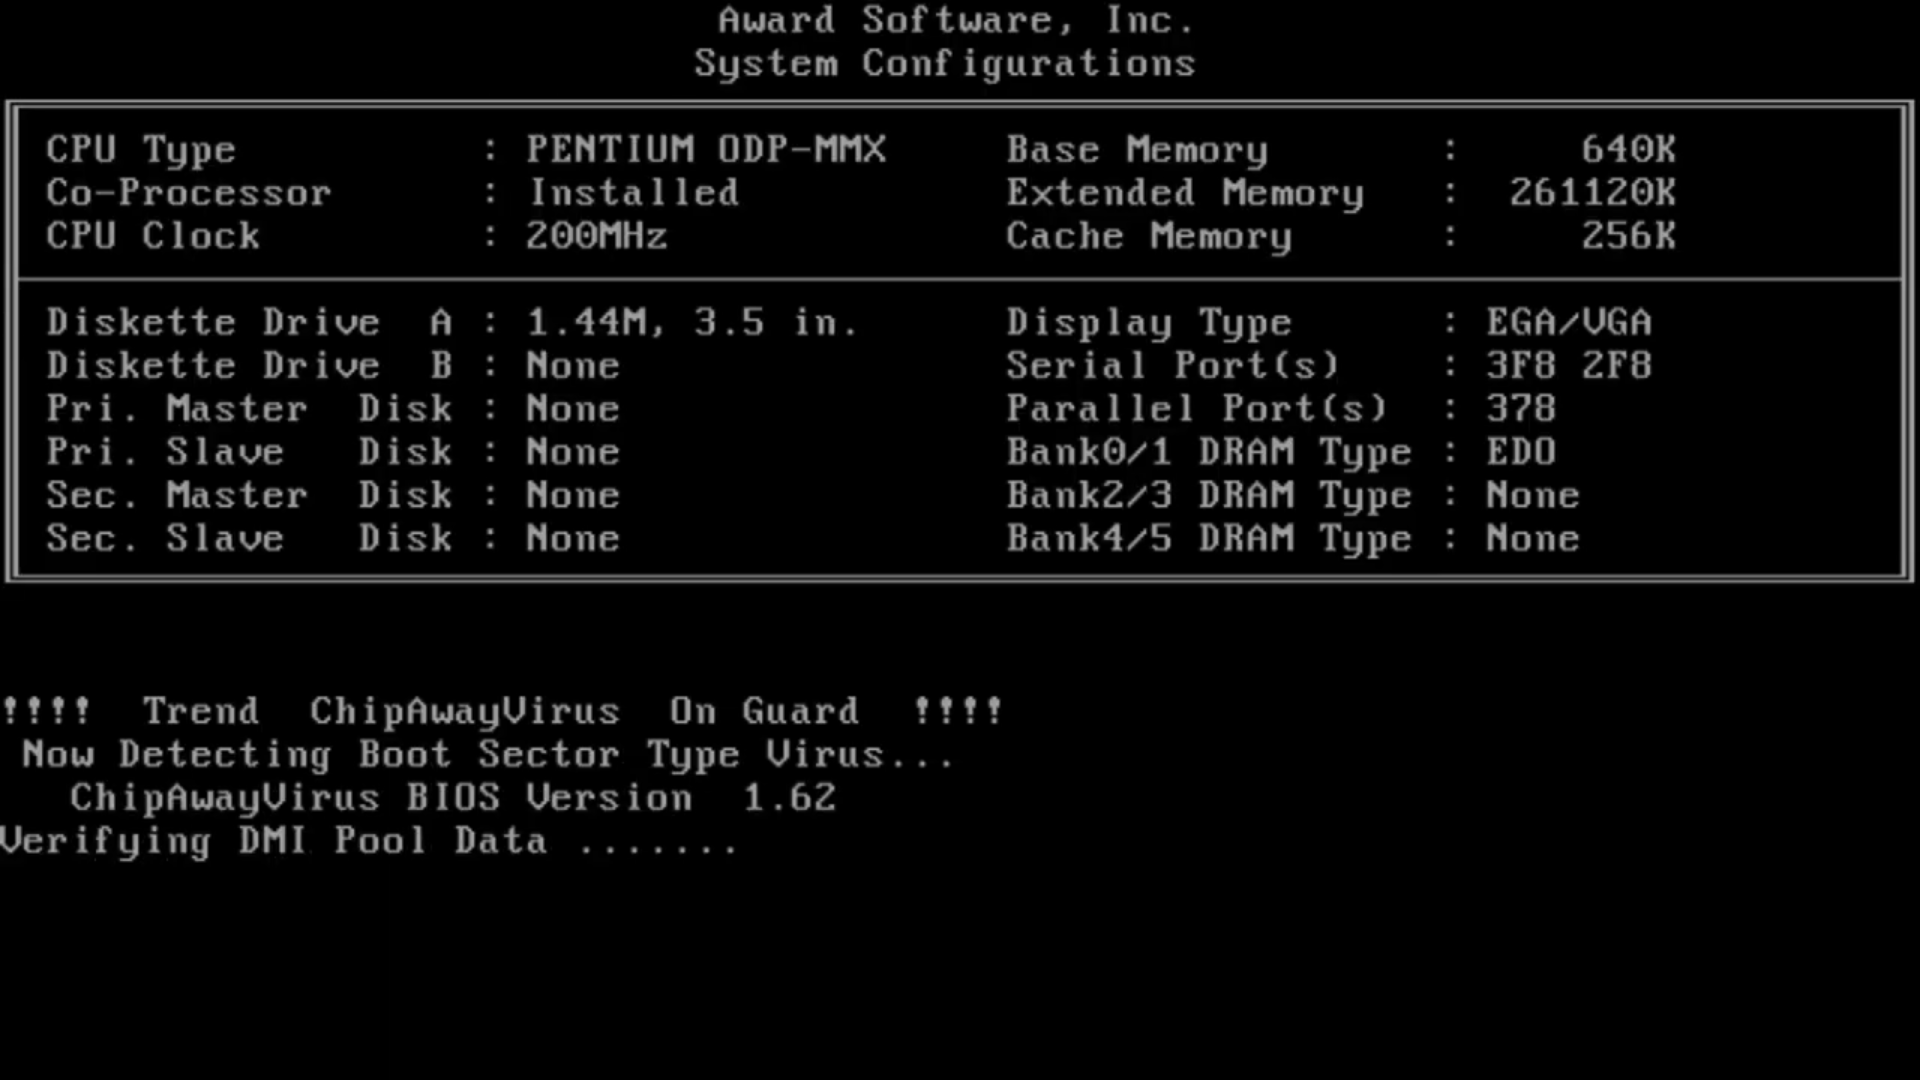 Award Software, Inc.
System Configurations
CPU Type : PENTIUM ODP-MMX Base Memory : 640K
Co-Processor : Installed Extended Memory : 261120K
CPU Clock : 200MHz Cache Memory : 256K
Diskette Drive A : 1.44M, 3.5 in. Display Type : EGA/VGA
Diskette Drive B : None Serial Port(s) : 3F8 2F8
Pri. Master Disk : None Parallel Port(s) : 378
Pri. Slave Disk : None Bank0/1 DRAM Type : EDO
Sec. Master Disk : None Bank2/3 DRAM Type : None
Sec. Slave Disk : None Bank4/5 DRAM Type : None
!!!! Trend ChipAwayVirus On Guard !!!!
Now Detecting Boot Sector Type Virus...
ChipAwayVirus BIOS Version 1.62
Verifying DMI Pool Data .......